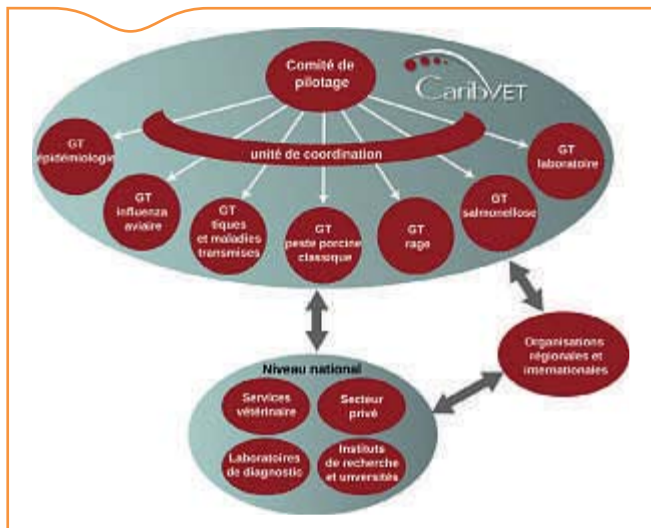 Comité de
pilotage
CaribVET
unité de coordination
GT
épidémiologie
GT
influenza
aviaire
GT
tiques
et maladies
transmises
GT
peste porcine
classique
GT
rage
GT
salmonellose
GT
laboratoire
Organisations
régionales et
internationales
Niveau national
Services
vétérinaire
Secteur
privé
Laboratoires
de diagnostic
Instituts
de recherche
et unversités